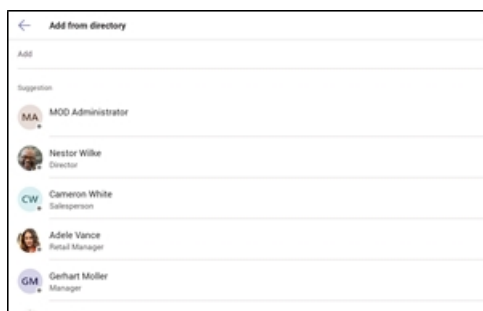 Add from directory
Add
Suggestion
MA
MOD Administrator
Nestor Wilke
Director
CW
Cameron White
Salesperson
Adele Vance
Retail Manager
GM
Gerhart Moller
Manager